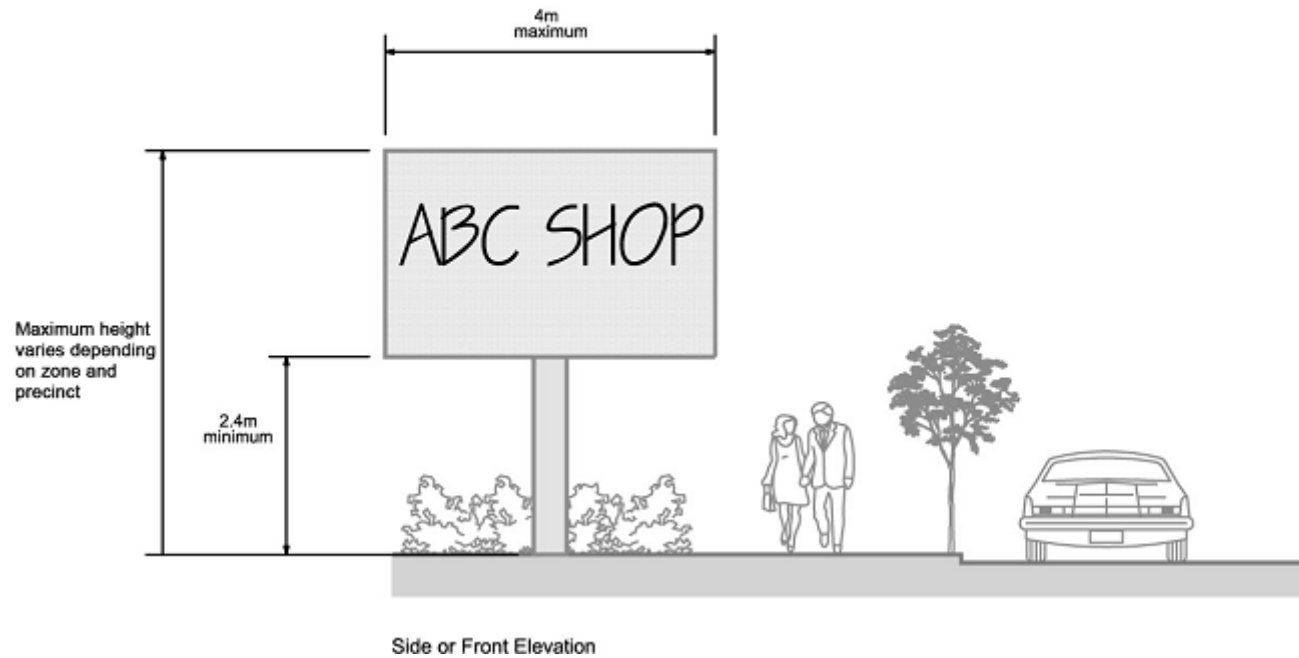 4m
maximum
ABC SHOP
Maximum height
varies depending
on zone and
precinct
2.4m
minimum
Side or Front Elevation